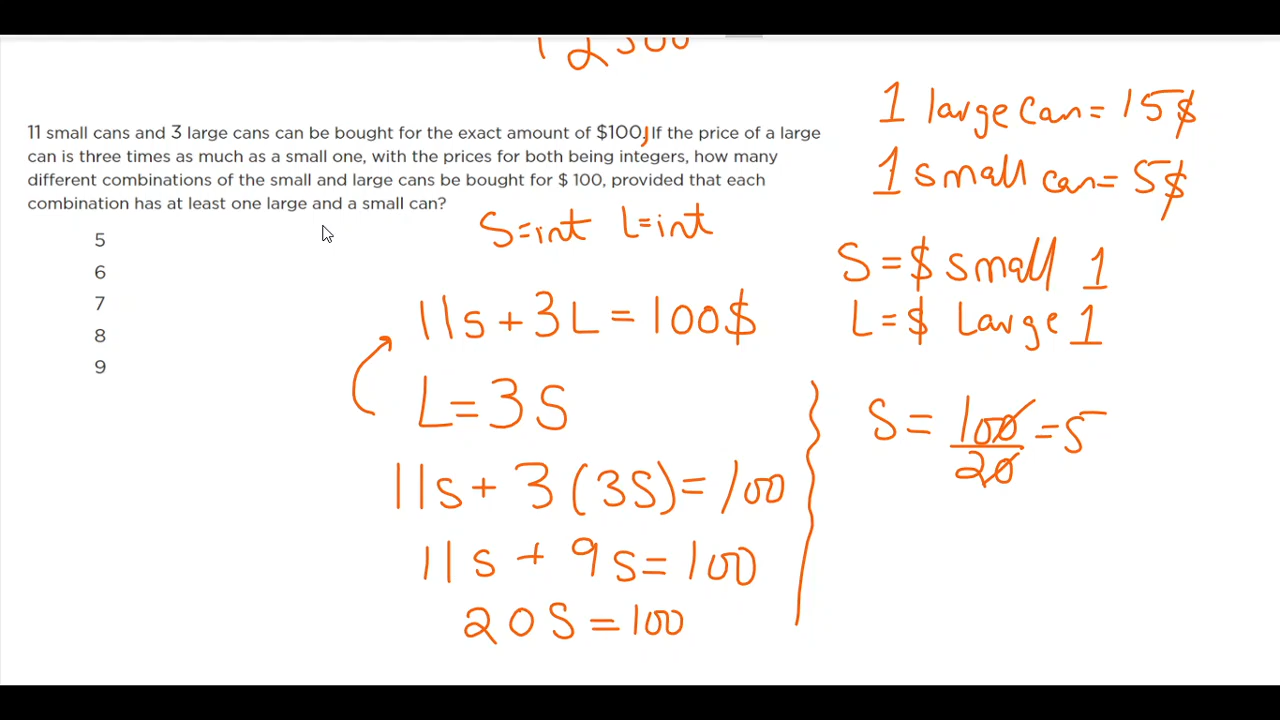 12500
11 small cans and 3 large cans can be bought for the exact amount of $100, If the price of a large
can is three times as much as a small one, with the prices for both being integers, how many
different combinations of the small and large cans be bought for $ 100, provided that each
combination has at least one large and a small can?
5
6
7
8
9
S=int L=int
11s+3L=100$
L=3S
11s+3(3S)=100
11s+9s=100
20S=100
1 large can=15$
1 small can=5$
S=$ small 1
L=$ Large 1
S=100/20=5